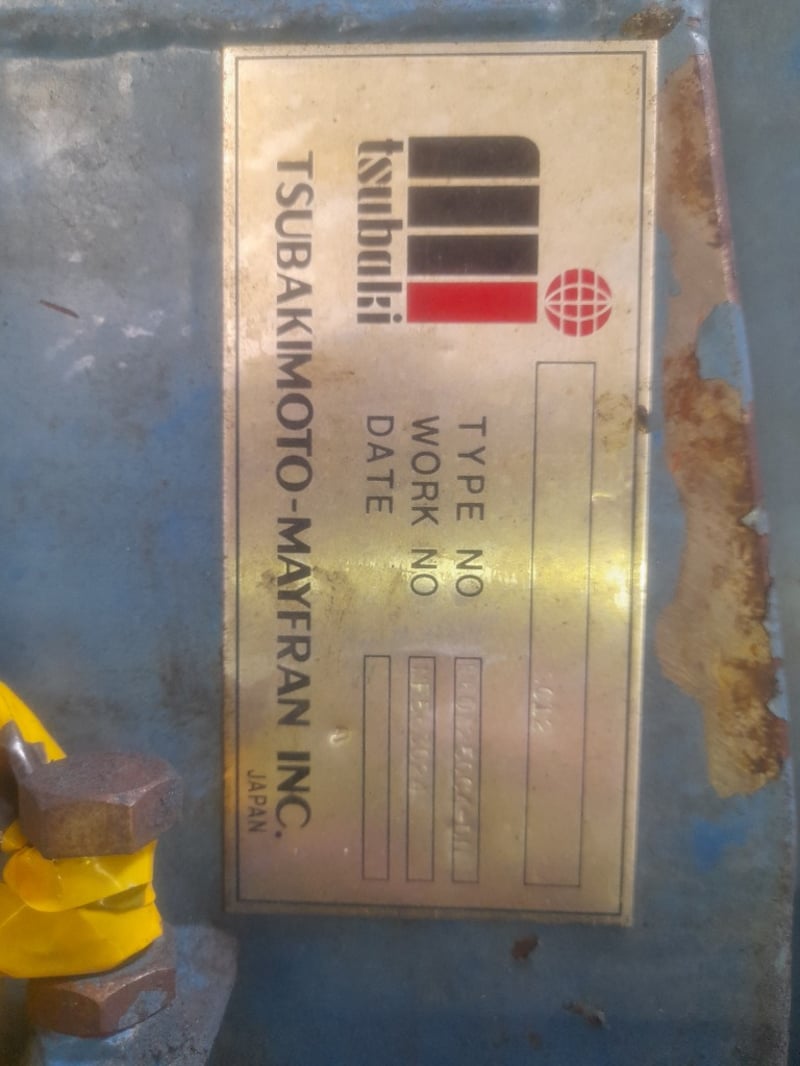 tsubaki
TYPE NO
WORK NO
DATE
TSUBAKIMOTO-MAYFRAN INC.
JAPAN